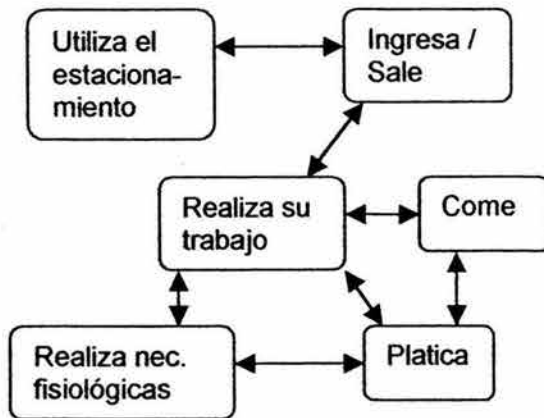 Utiliza el
estaciona-
miento
Ingresa /
Sale
Realiza su
trabajo
Come
Realiza nec.
fisiológicas
Platica